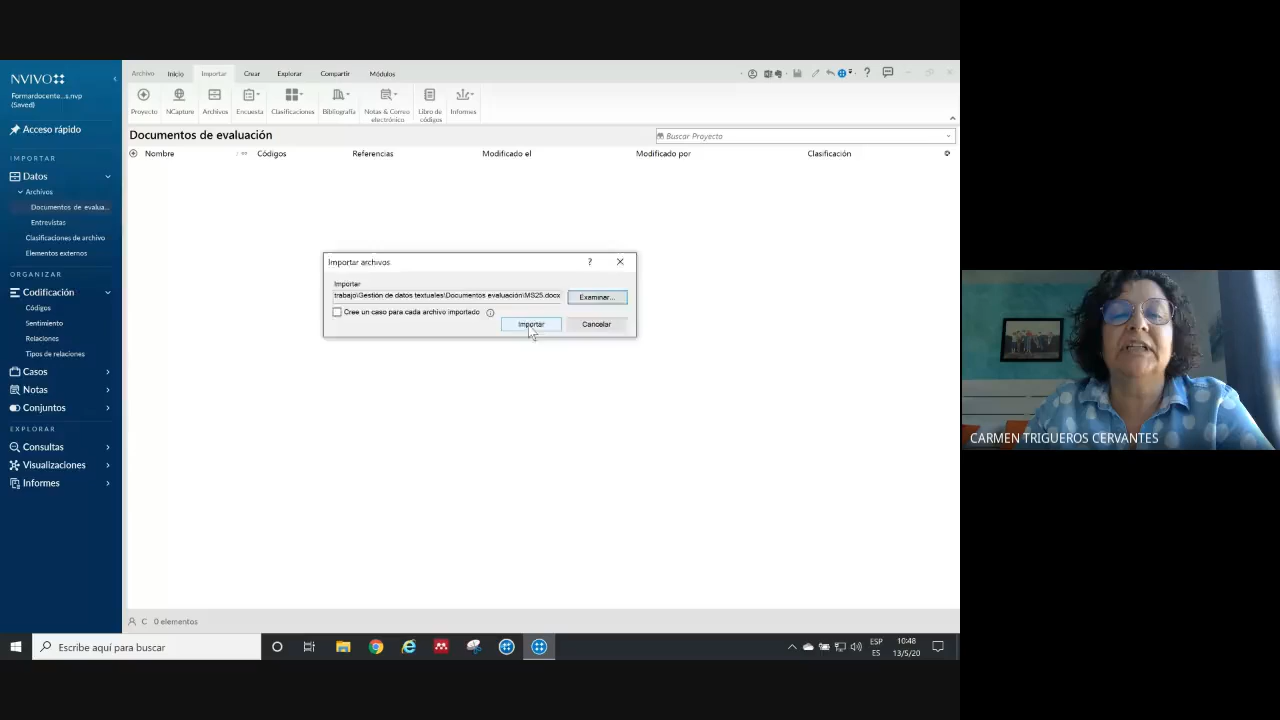 NVIVO
Formardocente...s.nvp
(Saved)
Acceso rápido
IMPORTAR
Datos
Archivos
Documentos de evalua...
Entrevistas
Clasificaciones de archivo
Elementos externos
ORGANIZAR
Codificación
Códigos
Sentimiento
Relaciones
Tipos de relaciones
Casos
Notas
Conjuntos
EXPLORAR
Consultas
Visualizaciones
Informes
Archivo Inicio Importar Crear Explorar Compartir Módulos
Proyecto NCapture Archivos Encuesta Clasificaciones Bibliografía Notas & Correo electrónico Libro de códigos Informes
Documentos de evaluación
Buscar Proyecto
Nombre Códigos Referencias Modificado el Modificado por Clasificación
Importar archivos
Importar
trabajo\Gestión de datos textuales\Documentos evaluación\MS25.docx
Examinar...
Cree un caso para cada archivo importado
Importar Cancelar
C 0 elementos
Escribe aquí para buscar
ESP
ES
10:48
13/5/20
CARMEN TRIGUEROS CERVANTES